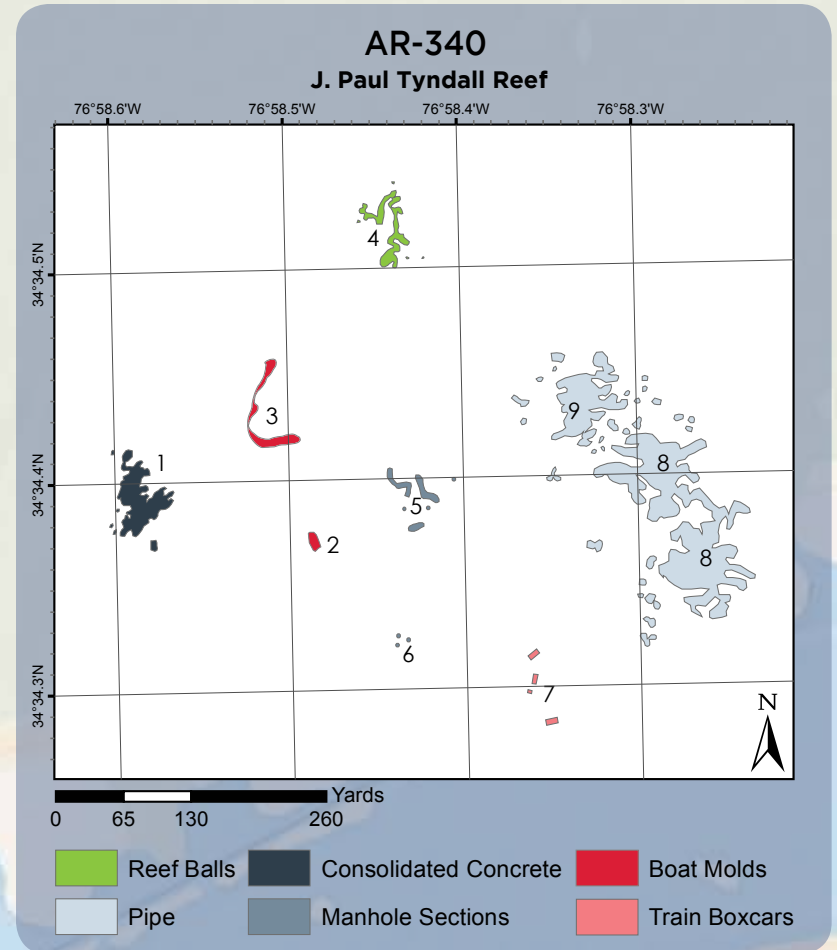 AR-340
J. Paul Tyndall Reef
76°58.6'W 76°58.5'W 76°58.4'W 76°58.3'W
4
34°34.5'N
9
3
1
8
34°34.4'N
5
2
8
6
7
34°34.3'N
N
Yards
0 65 130 260
Reef Balls Consolidated Concrete Boat Molds
Pipe Manhole Sections Train Boxcars